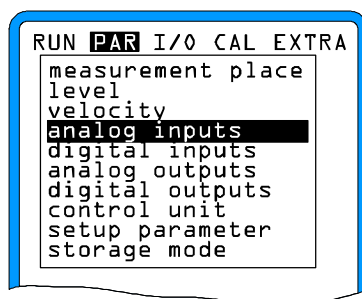 RUN PAR I/O CAL EXTRA
measurement place
level
velocity
analog inputs
digital inputs
analog outputs
digital outputs
control unit
setup parameter
storage mode